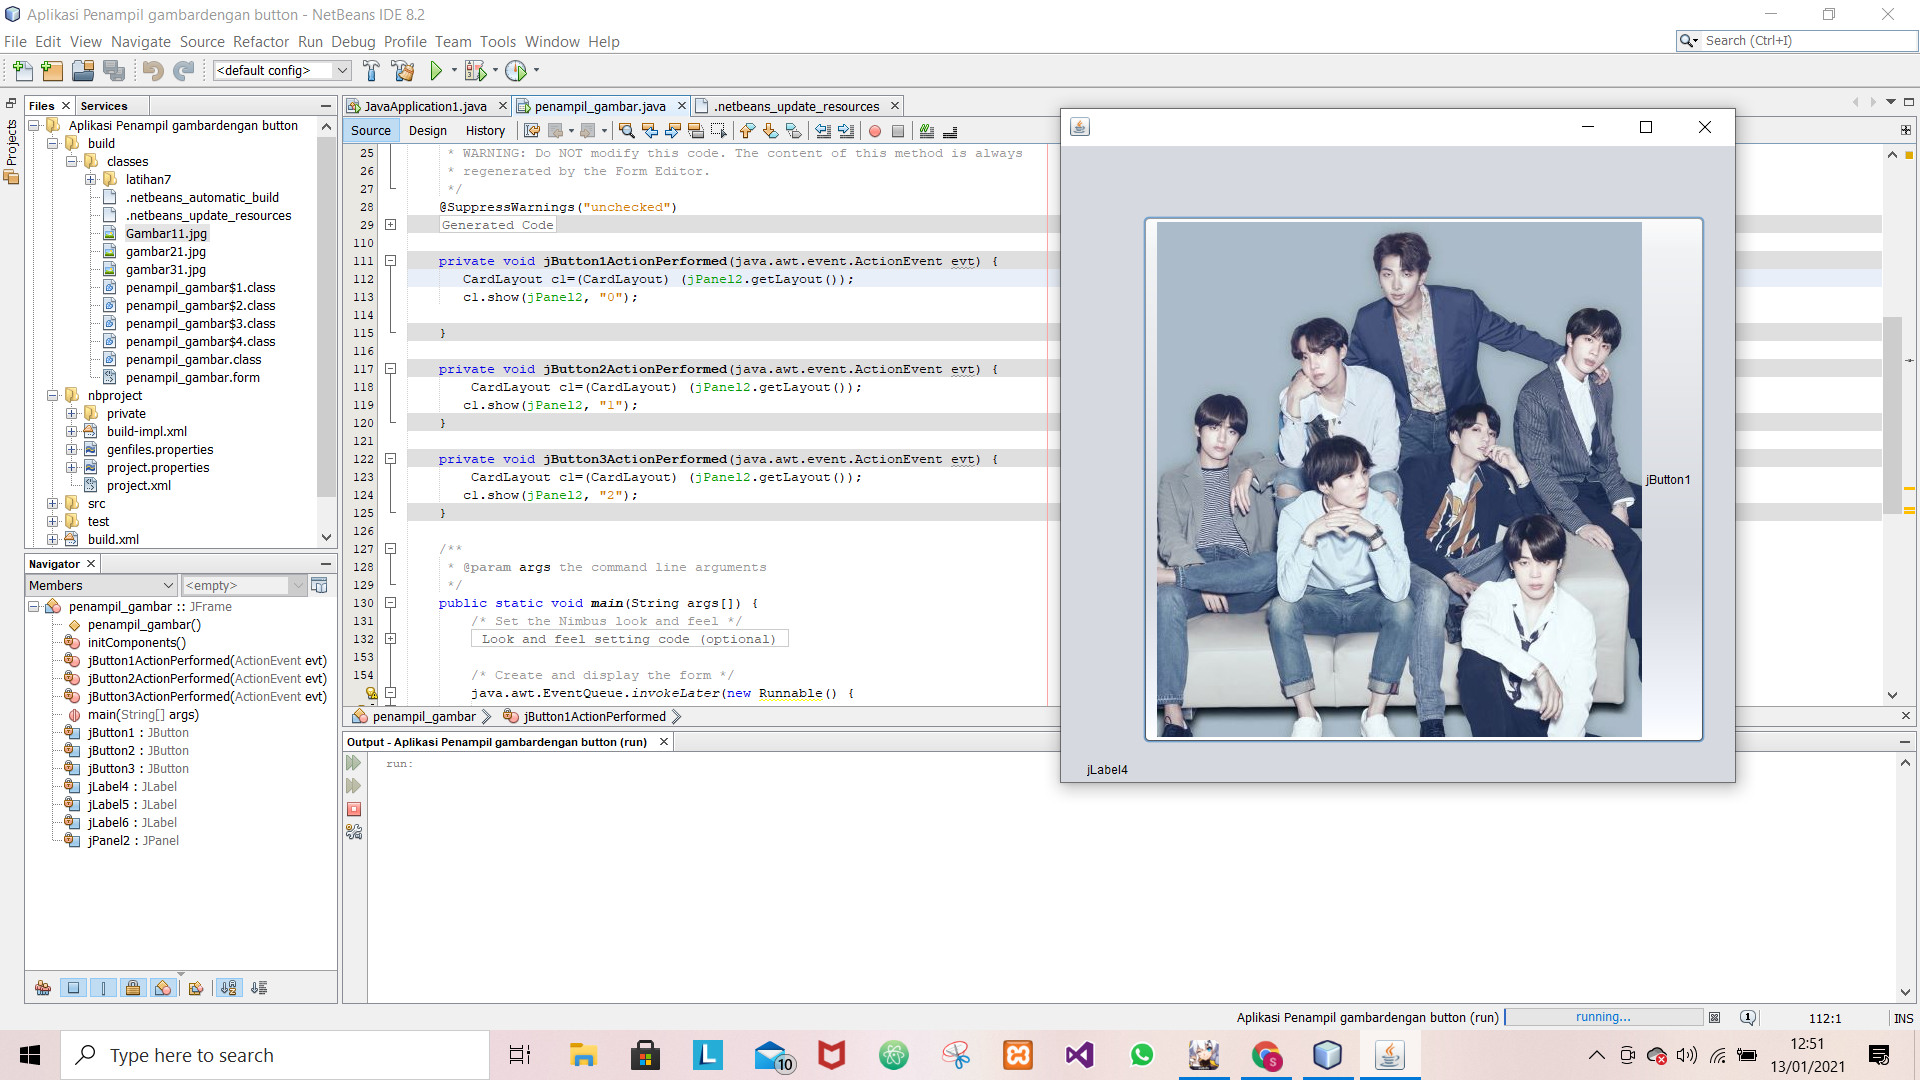 Aplikasi Penampil gambardengan button - NetBeans IDE 8.2
File Edit View Navigate Source Refactor Run Debug Profile Team Tools Window Help
Search (Ctrl+I)
<default config>
Projects
Files
Services
Aplikasi Penampil gambardengan button
build
classes
latihan7
.netbeans_automatic_build
.netbeans_update_resources
Gambar11.jpg
gambar21.jpg
gambar31.jpg
penampil_gambar$1.class
penampil_gambar$2.class
penampil_gambar$3.class
penampil_gambar$4.class
penampil_gambar.class
penampil_gambar.form
nbproject
private
build-impl.xml
genfiles.properties
project.properties
project.xml
src
test
build.xml
Navigator
Members
<empty>
penampil_gambar :: JFrame
penampil_gambar()
initComponents()
jButton1ActionPerformed(ActionEvent evt)
jButton2ActionPerformed(ActionEvent evt)
jButton3ActionPerformed(ActionEvent evt)
main(String[] args)
jButton1 : JButton
jButton2 : JButton
jButton3 : JButton
jLabel4 : JLabel
jLabel5 : JLabel
jLabel6 : JLabel
jPanel2 : JPanel
JavaApplication1.java
penampil_gambar.java
.netbeans_update_resources
Source Design History
25 * WARNING: Do NOT modify this code. The content of this method is always
26 * regenerated by the Form Editor.
27 */
28 @SuppressWarnings("unchecked")
29 Generated Code
110
111 private void jButton1ActionPerformed(java.awt.event.ActionEvent evt) {
112 CardLayout cl=(CardLayout) (jPanel2.getLayout());
113 cl.show(jPanel2, "0");
114
115 }
116
117 private void jButton2ActionPerformed(java.awt.event.ActionEvent evt) {
118 CardLayout cl=(CardLayout) (jPanel2.getLayout());
119 cl.show(jPanel2, "1");
120 }
121
122 private void jButton3ActionPerformed(java.awt.event.ActionEvent evt) {
123 CardLayout cl=(CardLayout) (jPanel2.getLayout());
124 cl.show(jPanel2, "2");
125 }
126
127 /**
128 * @param args the command line arguments
129 */
130 public static void main(String args[]) {
131 /* Set the Nimbus look and feel */
132 Look and feel setting code (optional)
153
154 /* Create and display the form */
java.awt.EventQueue.invokeLater(new Runnable() {
penampil_gambar
jButton1ActionPerformed
Output - Aplikasi Penampil gambardengan button (run)
run:
jButton1
jLabel4
Aplikasi Penampil gambardengan button (run)
running...
1
112:1
INS
Type here to search
L
10
S
12:51
13/01/2021